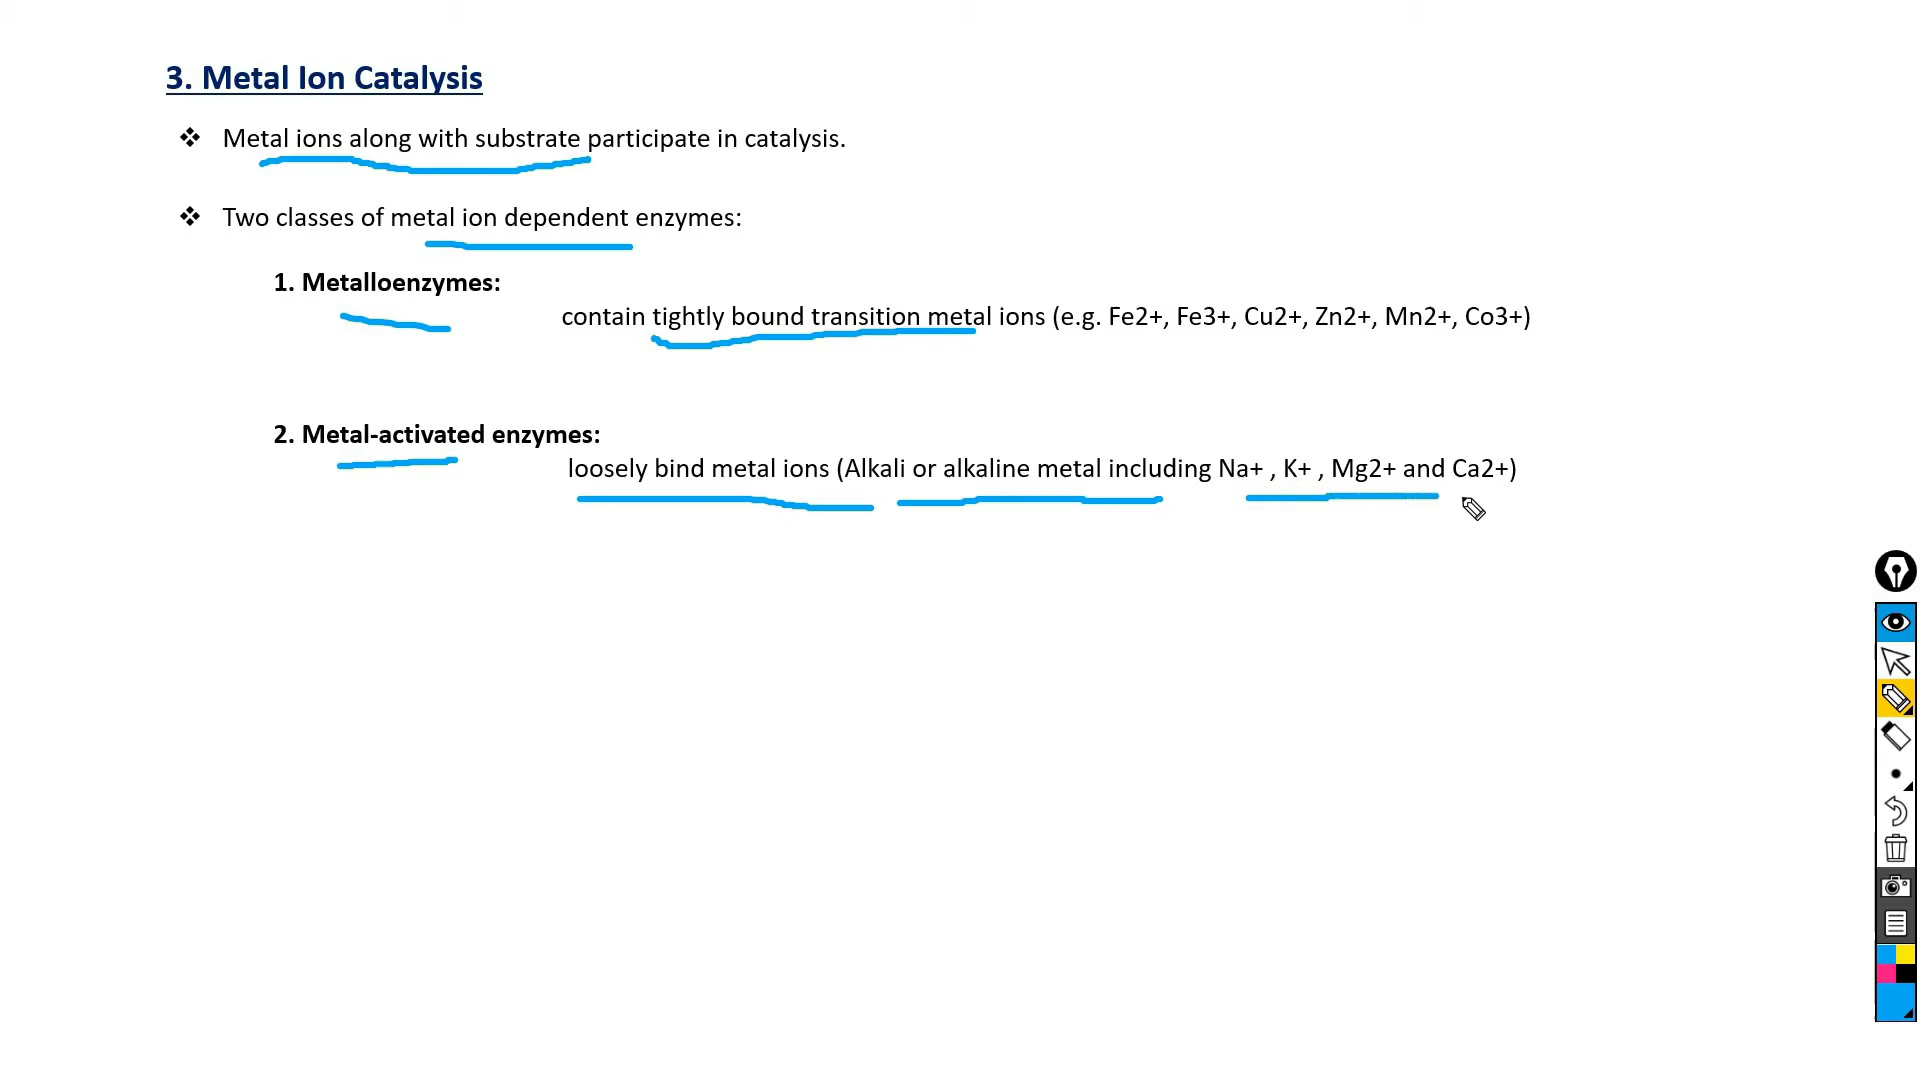 3. Metal Ion Catalysis
❖ Metal ions along with substrate participate in catalysis.
❖ Two classes of metal ion dependent enzymes:
1. Metalloenzymes:
contain tightly bound transition metal ions (e.g. Fe2+, Fe3+, Cu2+, Zn2+, Mn2+, Co3+)
2. Metal-activated enzymes:
loosely bind metal ions (Alkali or alkaline metal including Na+ , K+ , Mg2+ and Ca2+)